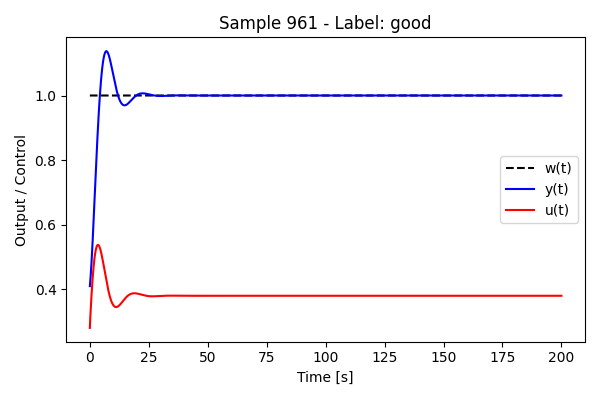 Sample 961 - Label: good
Output / Control
1.0
0.8
0.6
0.4
w(t)
y(t)
u(t)
0 25 50 75 100 125 150 175 200
Time [s]